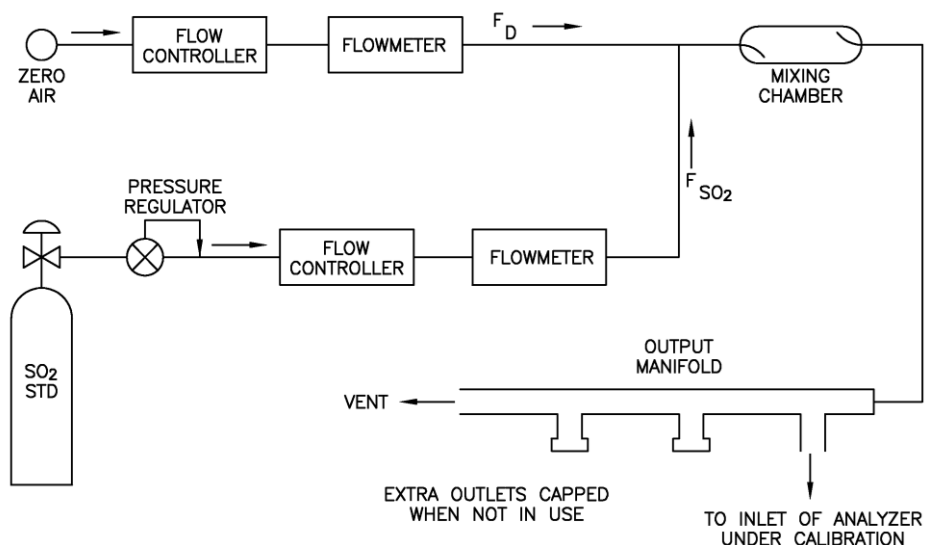 ZERO
AIR
FLOW
CONTROLLER
FLOWMETER
F D
MIXING
CHAMBER
F SO2
PRESSURE
REGULATOR
FLOW
CONTROLLER
FLOWMETER
SO2
STD
OUTPUT
MANIFOLD
VENT
EXTRA OUTLETS CAPPED
WHEN NOT IN USE
TO INLET OF ANALYZER
UNDER CALIBRATION